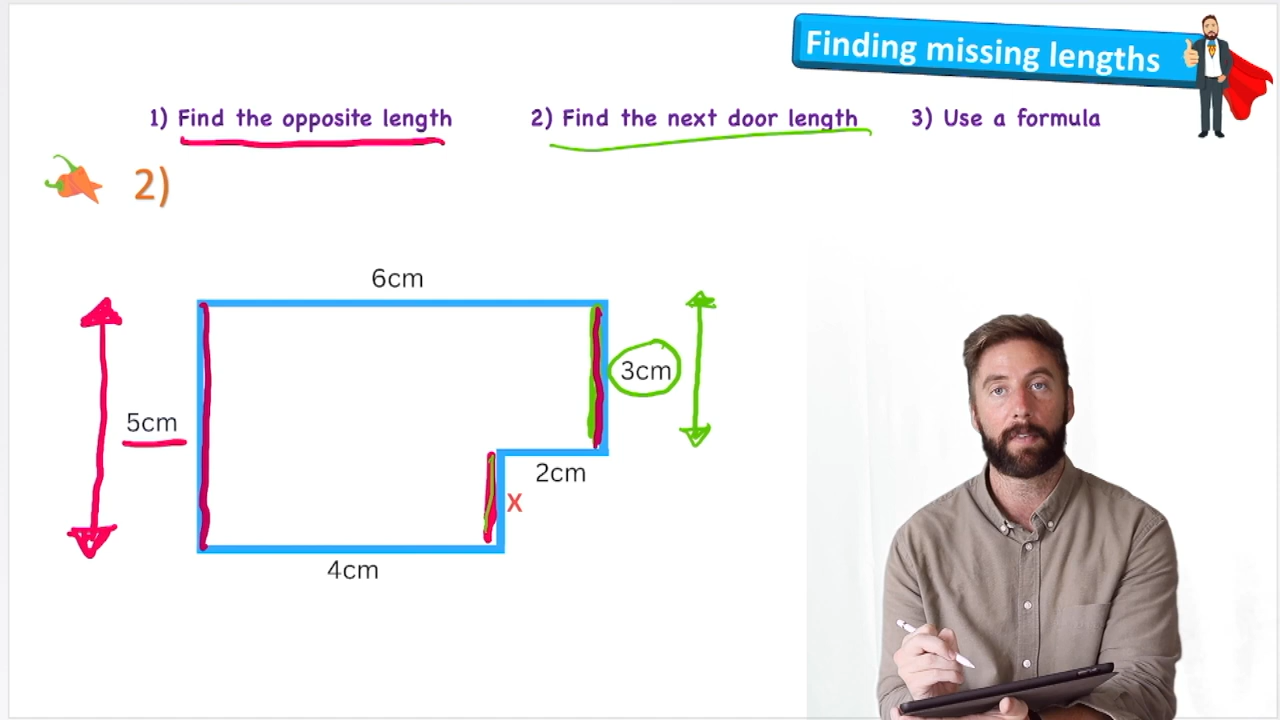 Finding missing lengths
1) Find the opposite length 2) Find the next door length 3) Use a formula
2)
6cm
3cm
5cm
2cm
x
4cm